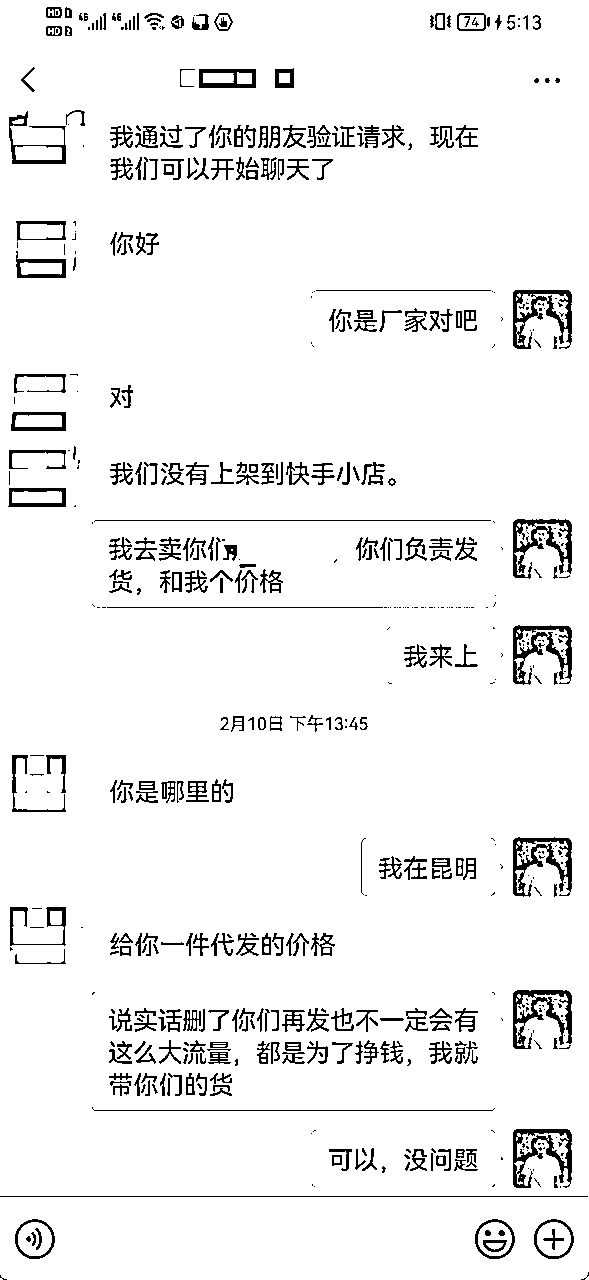 HD 1 4G 4G 74 5:13
HD 2
我通过了你的朋友验证请求，现在
我们可以开始聊天了
你好
你是厂家对吧
对
我们没有上架到快手小店。
我去卖你们 ，你们负责发
货，和我个价格
我来上
2月10日 下午13:45
你是哪里的
我在昆明
给你一件代发的价格
说实话删了你们再发也不一定会有
这么大流量，都是为了挣钱，我就
带你们的货
可以，没问题